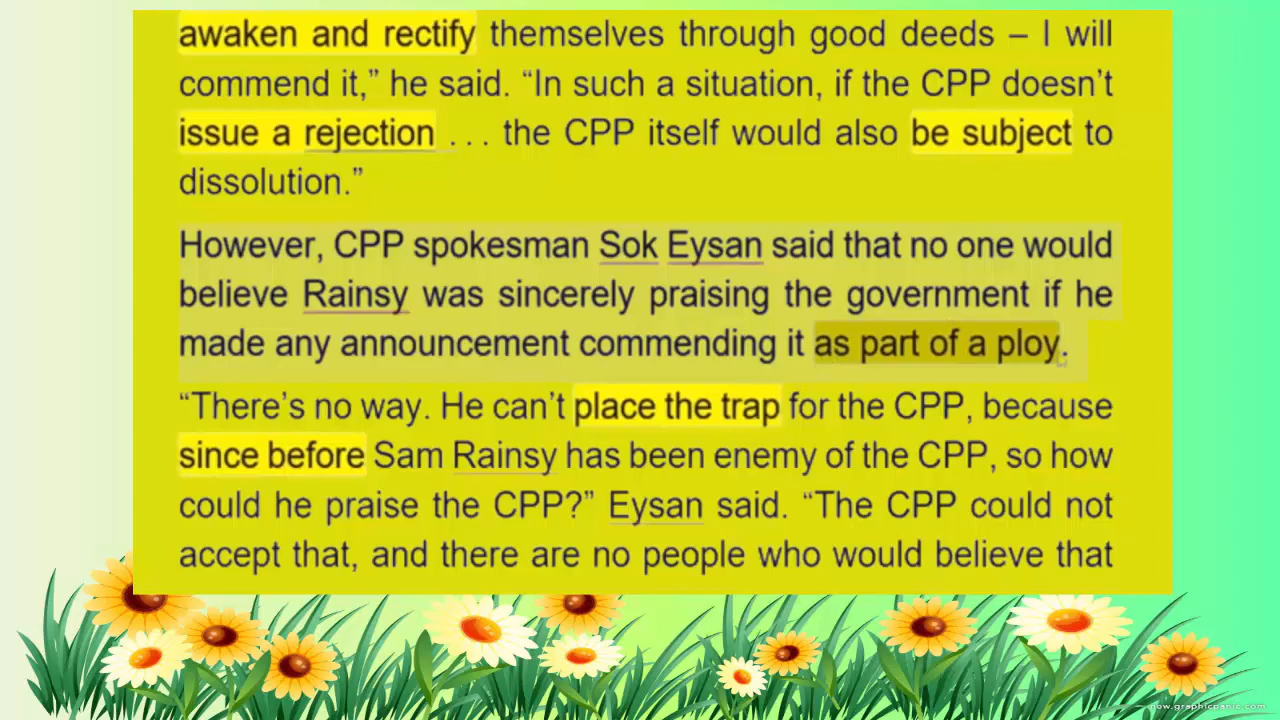 awaken and rectify themselves through good deeds – I will
commend it,” he said. “In such a situation, if the CPP doesn’t
issue a rejection . . . the CPP itself would also be subject to
dissolution.”
However, CPP spokesman Sok Eysan said that no one would
believe Rainsy was sincerely praising the government if he
made any announcement commending it as part of a ploy.
“There’s no way. He can’t place the trap for the CPP, because
since before Sam Rainsy has been enemy of the CPP, so how
could he praise the CPP?” Eysan said. “The CPP could not
accept that, and there are no people who would believe that
now.graphicpanic.com